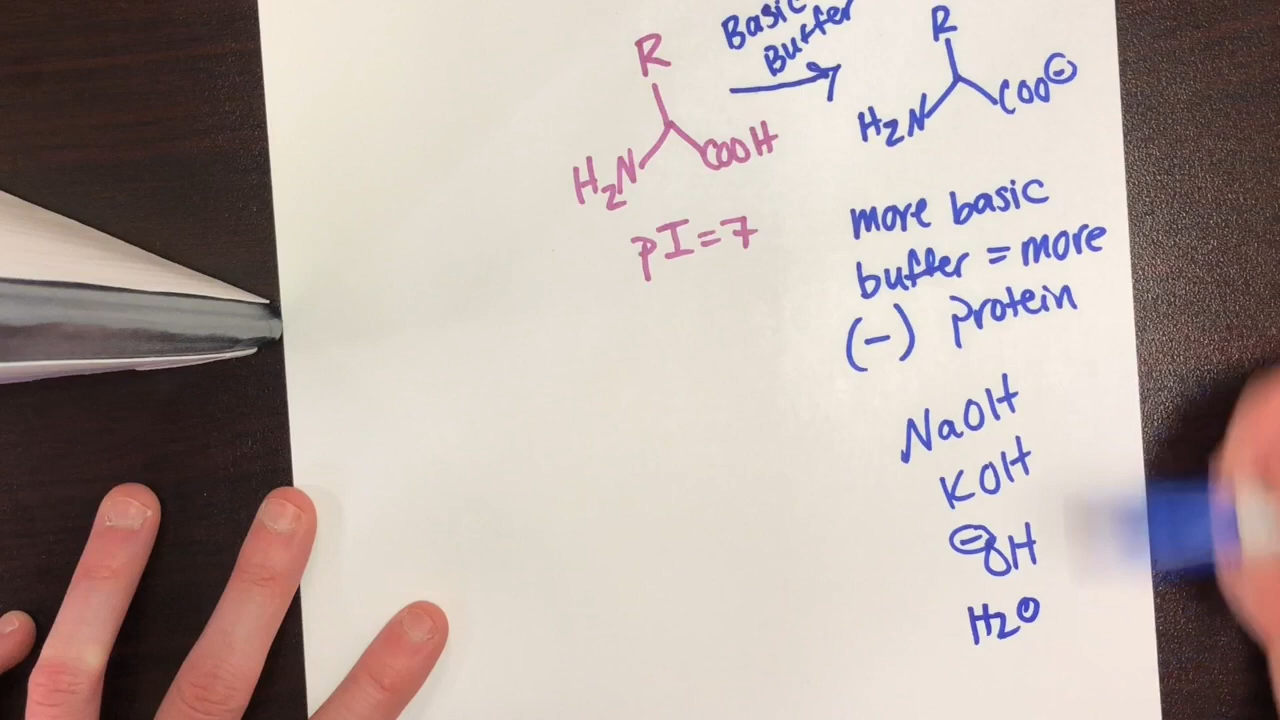 R
H₂N COOH
pI=7
Basic
Buffer
R
H₂N COO⊖
more basic
buffer = more
(-) protein
NaOH
KOH
⊖OH
H₂O